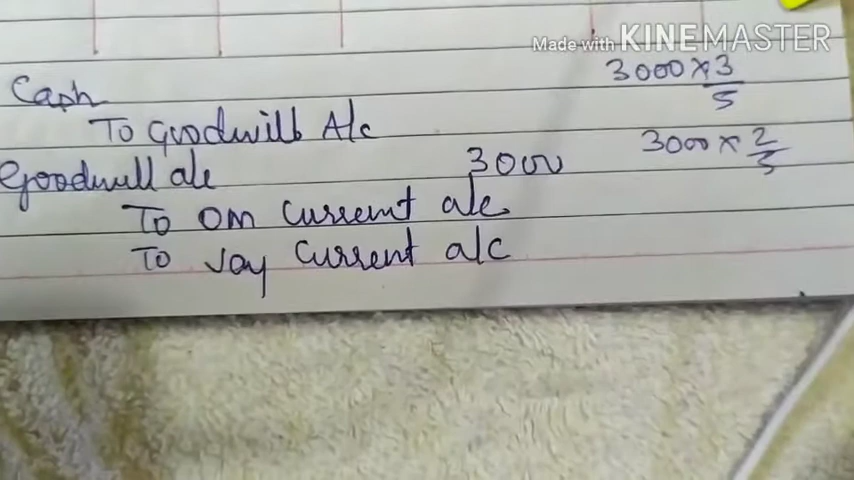 Made with KINEMASTER
Cash 3000 × 3/5
To Goodwill A/c
Goodwill a/c 3000 3000 × 2/5
To Om Current a/c
To Jay Current a/c